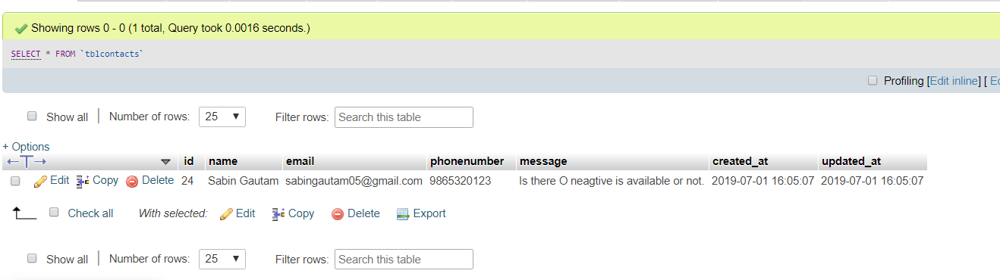 Showing rows 0 - 0 (1 total, Query took 0.0016 seconds.)
SELECT * FROM `tblcontacts`
Profiling [Edit inline] [ Ed
Show all Number of rows: 25 Filter rows: Search this table
+ Options
id name email phonenumber message created_at updated_at
Edit Copy Delete 24 Sabin Gautam sabingautam05@gmail.com 9865320123 Is there O neagtive is available or not. 2019-07-01 16:05:07 2019-07-01 16:05:07
Check all With selected: Edit Copy Delete Export
Show all Number of rows: 25 Filter rows: Search this table